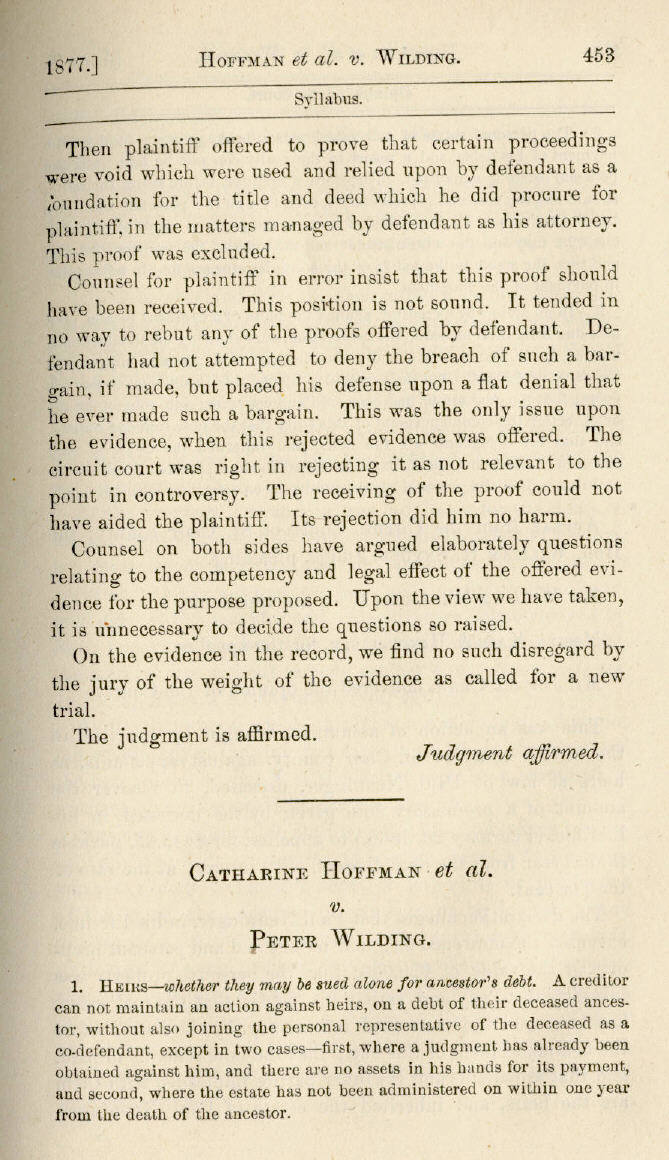 1877.] HOFFMAN et al. v. WILDING. 453
Syllabus.
Then plaintiff offered to prove that certain proceedings
were void which were used and relied upon by defendant as a
foundation for the title and deed which he did procure for
plaintiff, in the matters managed by defendant as his attorney.
This proof was excluded.
Counsel for plaintiff in error insist that this proof should
have been received. This position is not sound. It tended in
no way to rebut any of the proofs offered by defendant. De-
fendant had not attempted to deny the breach of such a bar-
gain, if made, but placed his defense upon a flat denial that
he ever made such a bargain. This was the only issue upon
the evidence, when this rejected evidence was offered. The
circuit court was right in rejecting it as not relevant to the
point in controversy. The receiving of the proof could not
have aided the plaintiff. Its rejection did him no harm.
Counsel on both sides have argued elaborately questions
relating to the competency and legal effect of the offered evi-
dence for the purpose proposed. Upon the view we have taken,
it is unnecessary to decide the questions so raised.
On the evidence in the record, we find no such disregard by
the jury of the weight of the evidence as called for a new
trial.
The judgment is affirmed.
Judgment affirmed.
CATHARINE HOFFMAN et al.
v.
PETER WILDING.
1. HEIRS—whether they may be sued alone for ancestor's debt. A creditor
can not maintain an action against heirs, on a debt of their deceased ances-
tor, without also joining the personal representative of the deceased as a
co-defendant, except in two cases—first, where a judgment has already been
obtained against him, and there are no assets in his hands for its payment,
and second, where the estate has not been administered on within one year
from the death of the ancestor.